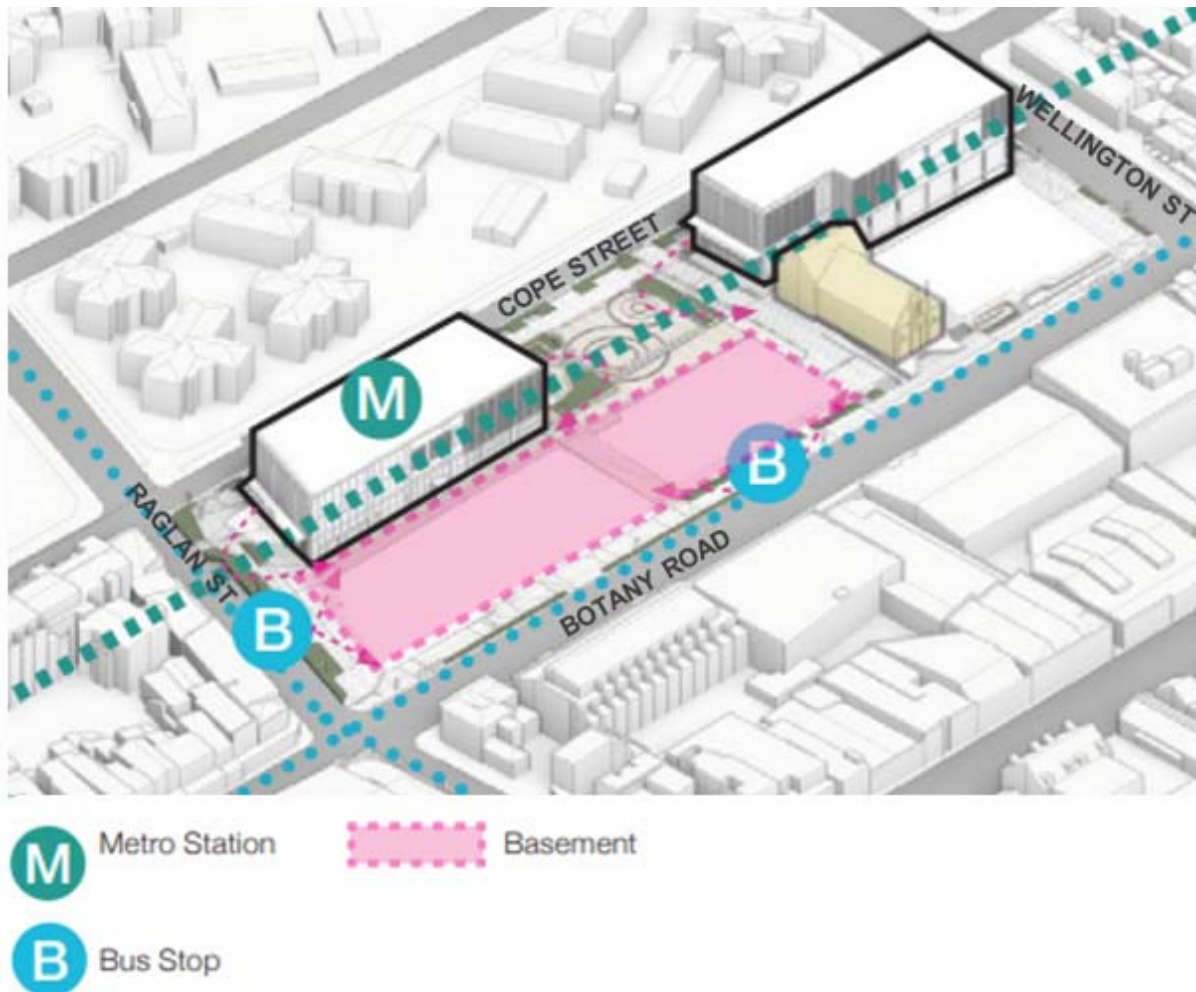 WELLINGTON ST
COPE STREET
M
RAGLAN ST
B
BOTANY ROAD
B
M Metro Station
Basement
B Bus Stop